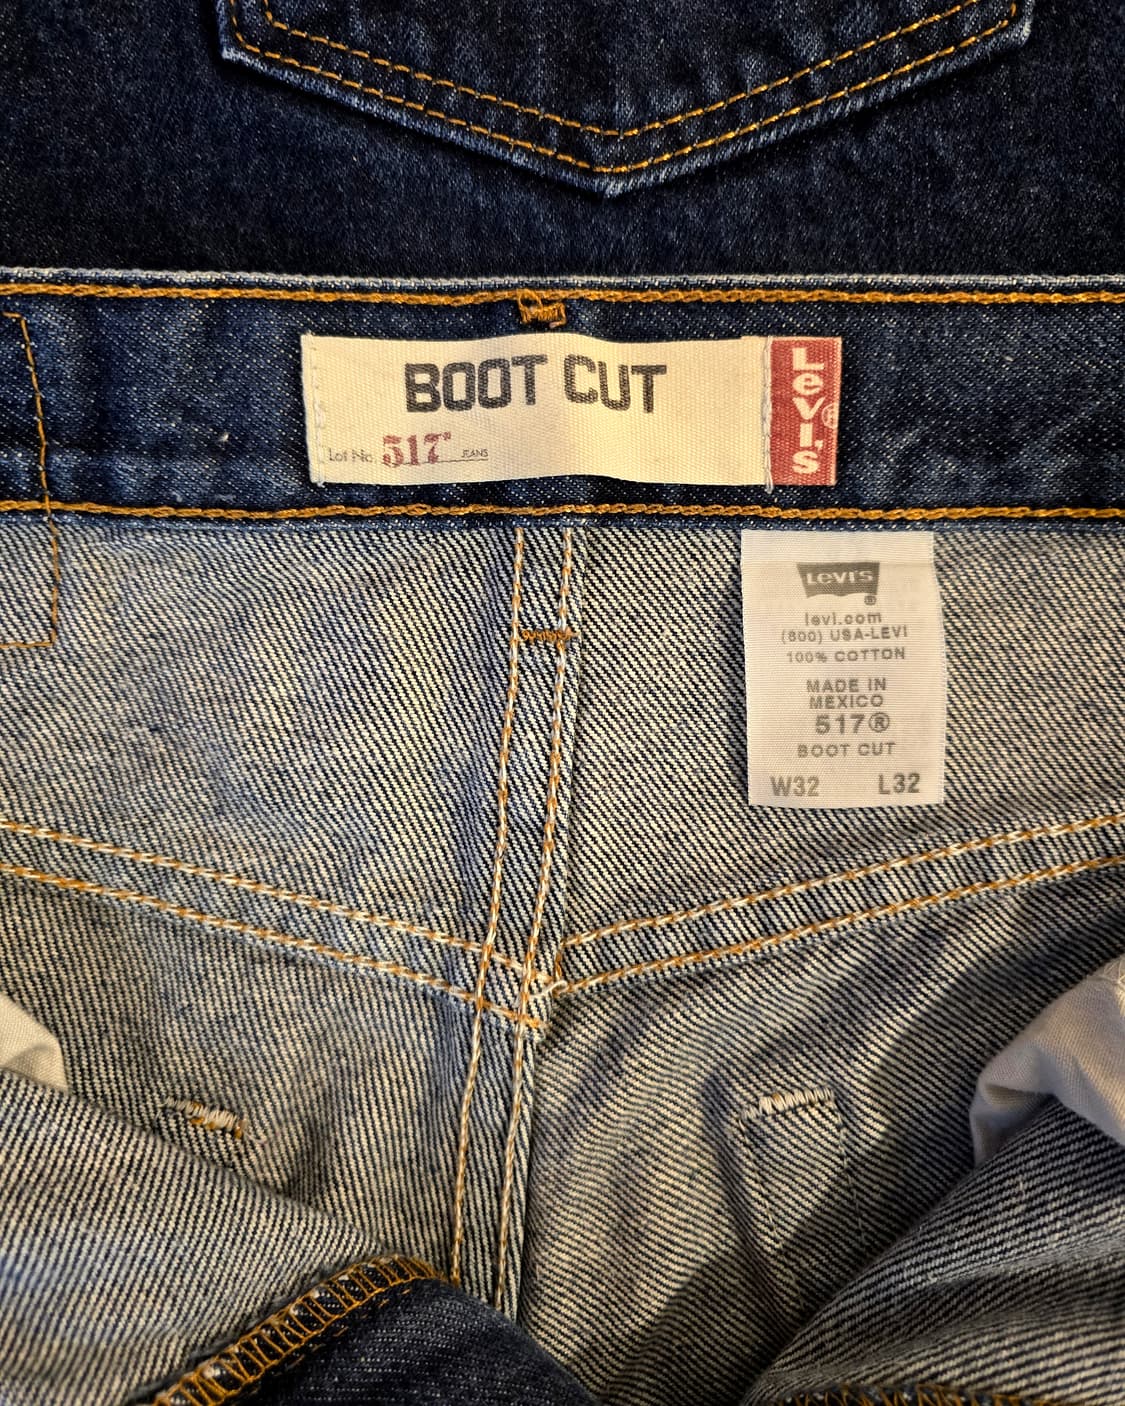 BOOT CUT
Lot No. 517® JEANS
Levi's®
Levi's®
levi.com
(800) USA-LEVI
100% COTTON
MADE IN
MEXICO
517®
BOOT CUT
W32 L32